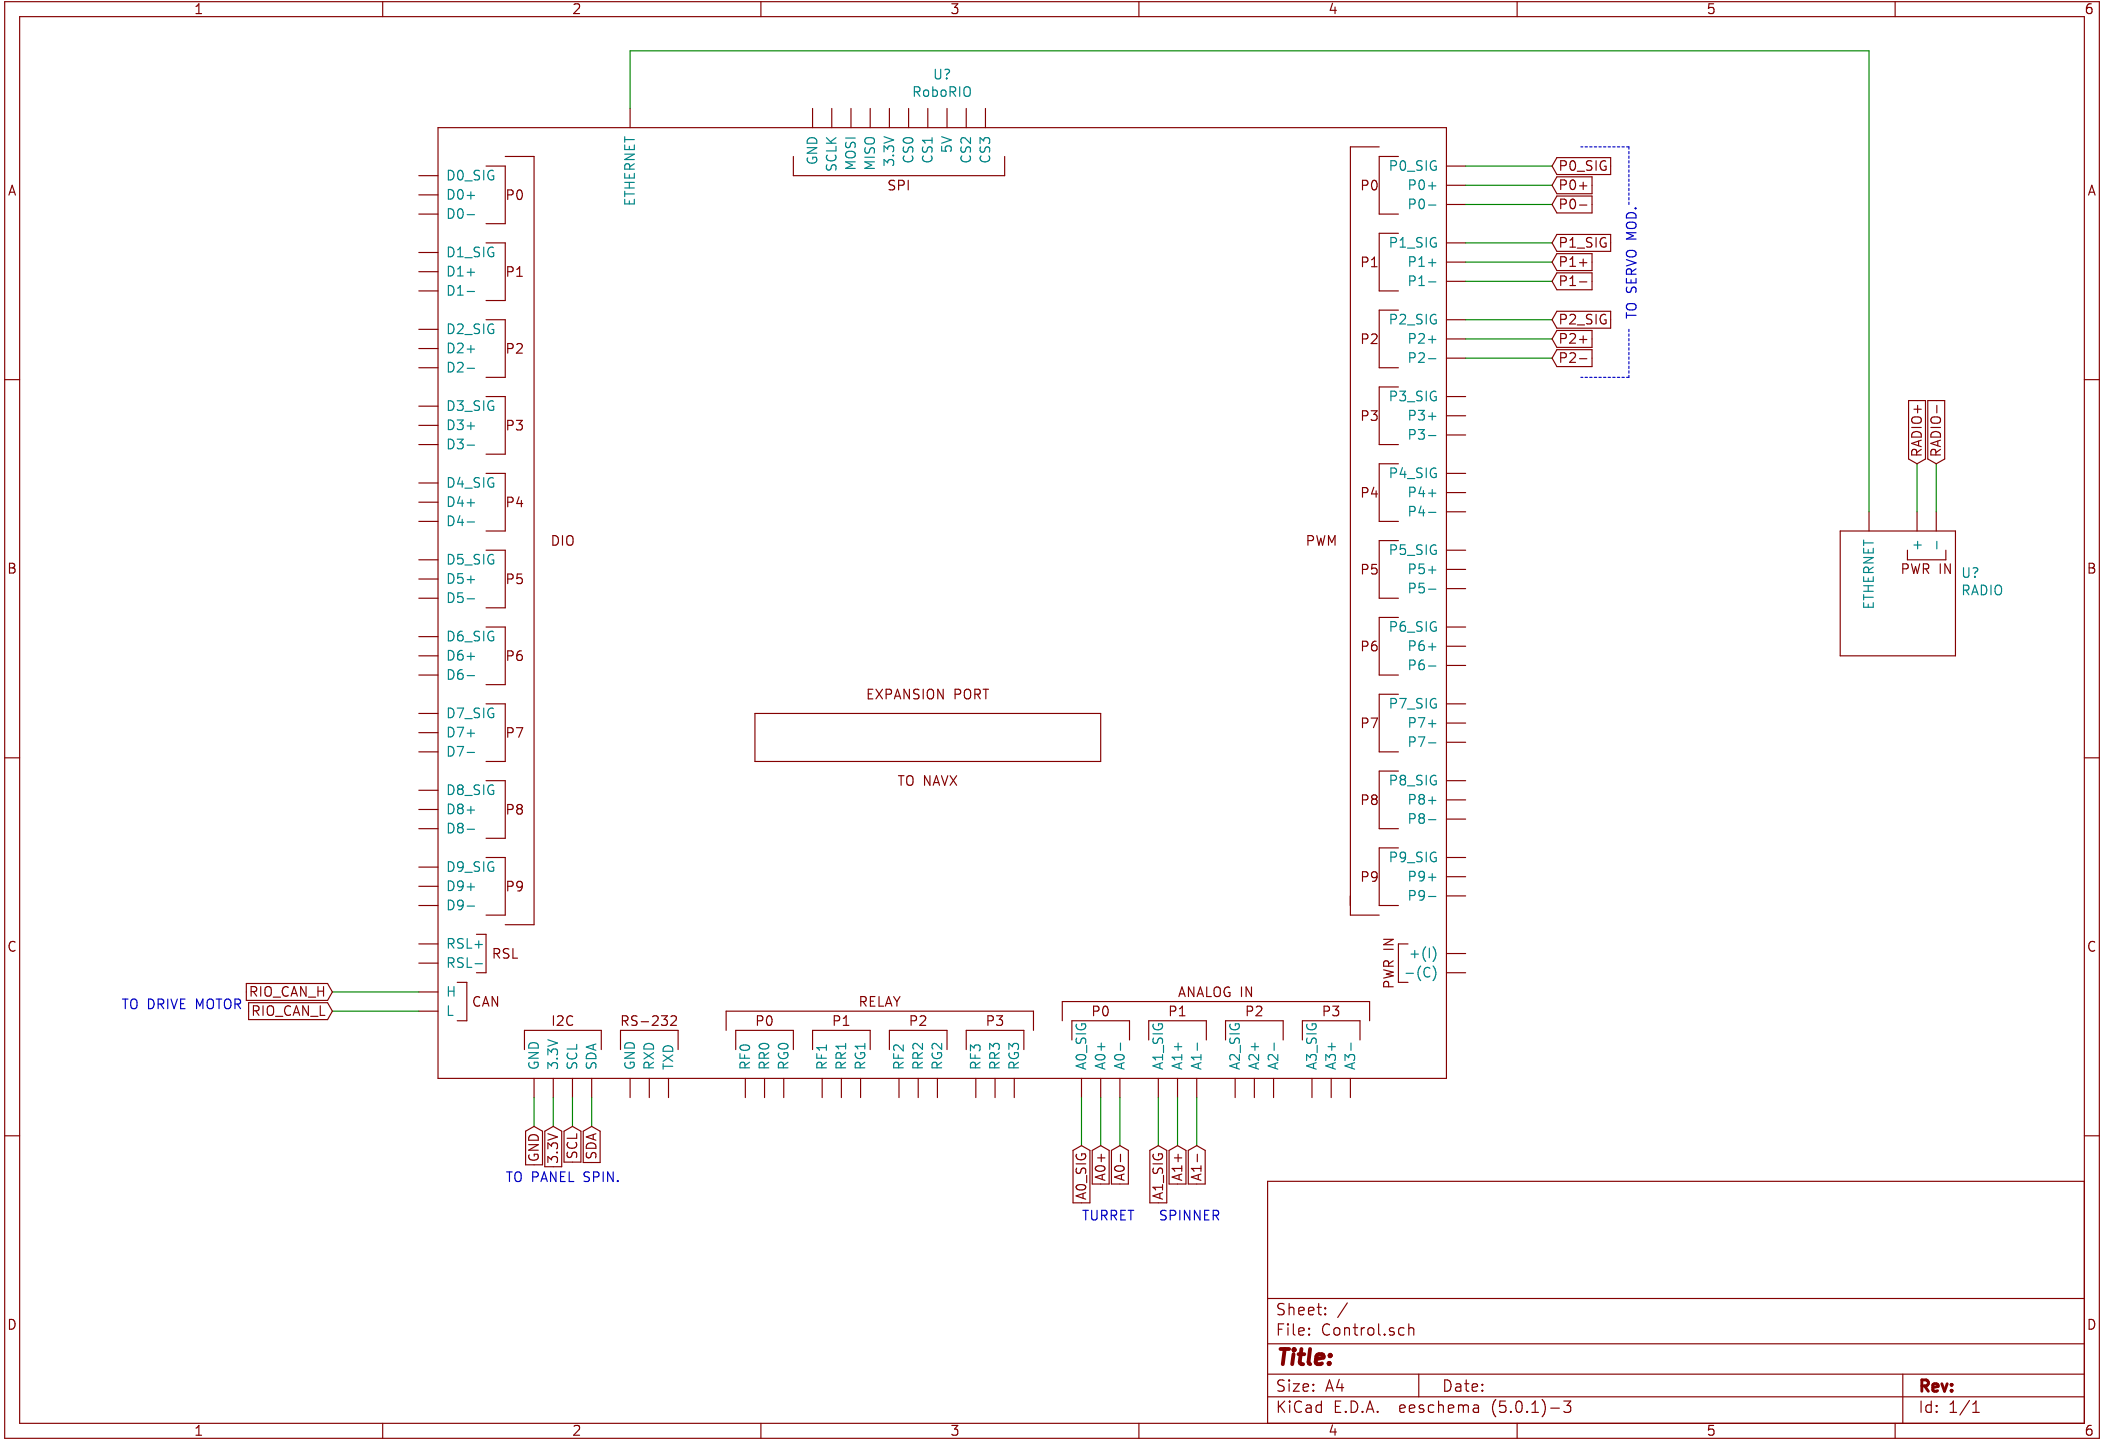 1 2 3 4 5 6
U?
RoboRIO
ETHERNET
GND
SCLK
MOSI
MISO
3.3V
CS0
CS1
5V
CS2
CS3
SPI
A
D0_SIG
D0+
D0-
P0
D1_SIG
D1+
D1-
P1
D2_SIG
D2+
D2-
P2
D3_SIG
D3+
D3-
P3
D4_SIG
D4+
D4-
P4
DIO
B
D5_SIG
D5+
D5-
P5
D6_SIG
D6+
D6-
P6
D7_SIG
D7+
D7-
P7
D8_SIG
D8+
D8-
P8
D9_SIG
D9+
D9-
P9
C
RSL+
RSL-
RSL
TO DRIVE MOTOR
RIO_CAN_H
RIO_CAN_L
H
L
CAN
EXPANSION PORT
TO NAVX
PWM
P0
P0_SIG
P0+
P0-
P0_SIG
P0+
P0-
P1
P1_SIG
P1+
P1-
P1_SIG
P1+
P1-
P2
P2_SIG
P2+
P2-
P2_SIG
P2+
P2-
TO SERVO MOD.
P3
P3_SIG
P3+
P3-
P4
P4_SIG
P4+
P4-
P5
P5_SIG
P5+
P5-
P6
P6_SIG
P6+
P6-
P7
P7_SIG
P7+
P7-
P8
P8_SIG
P8+
P8-
P9
P9_SIG
P9+
P9-
PWR IN
+(I)
-(C)
A
RADIO+
RADIO-
ETHERNET
+ -
PWR IN
U?
RADIO
B
C
I2C
GND
3.3V
SCL
SDA
GND
3.3V
SCL
SDA
TO PANEL SPIN.
RS-232
GND
RXD
TXD
RELAY
P0
RF0
RR0
RG0
P1
RF1
RR1
RG1
P2
RF2
RR2
RG2
P3
RF3
RR3
RG3
ANALOG IN
P0
A0_SIG
A0+
A0-
P1
A1_SIG
A1+
A1-
P2
A2_SIG
A2+
A2-
P3
A3_SIG
A3+
A3-
A0_SIG
A0+
A0-
TURRET
A1_SIG
A1+
A1-
SPINNER
D
Sheet: /
File: Control.sch
Title:
Size: A4 Date: Rev:
KiCad E.D.A. eeschema (5.0.1)-3 Id: 1/1
D
1 2 3 4 5 6